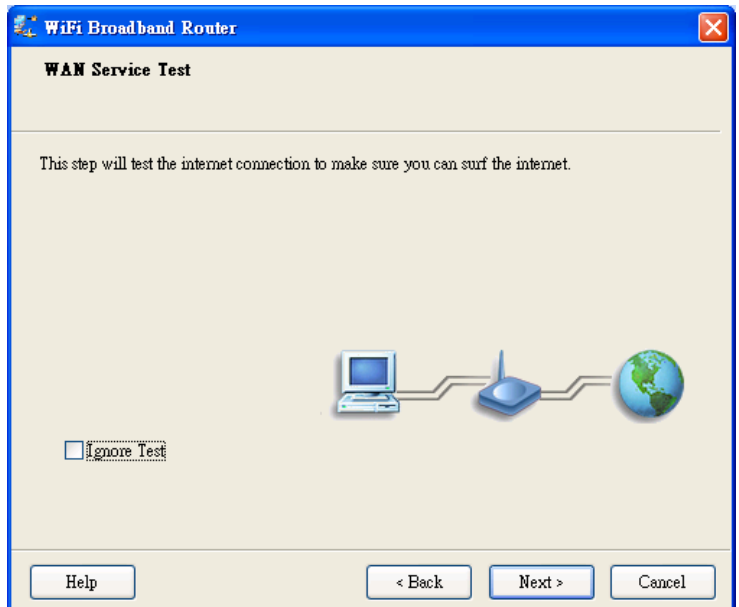 WiFi Broadband Router
WAN Service Test
This step will test the internet connection to make sure you can surf the internet.
Ignore Test
Help
< Back
Next >
Cancel